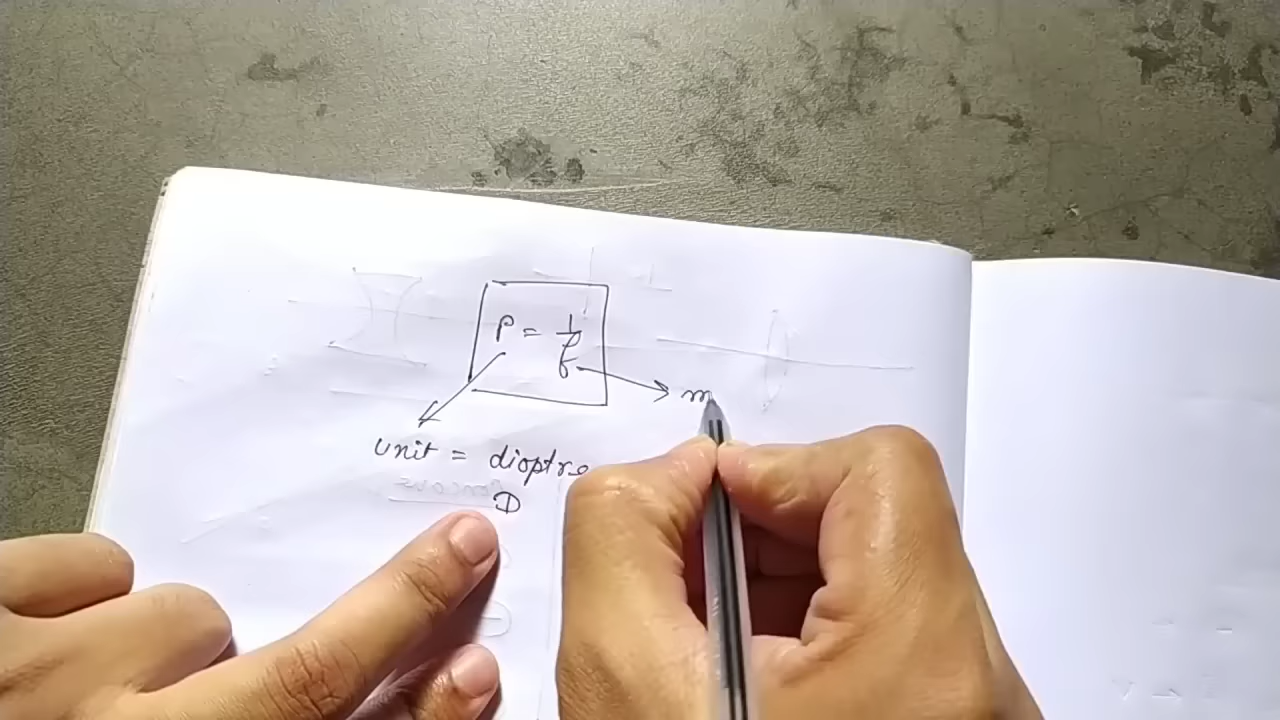 P = 1/f
m
unit = dioptre
D